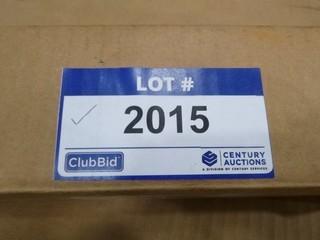 LOT #
2015
ClubBid
CENTURY
AUCTIONS
A DIVISION OF CENTURY SERVICES